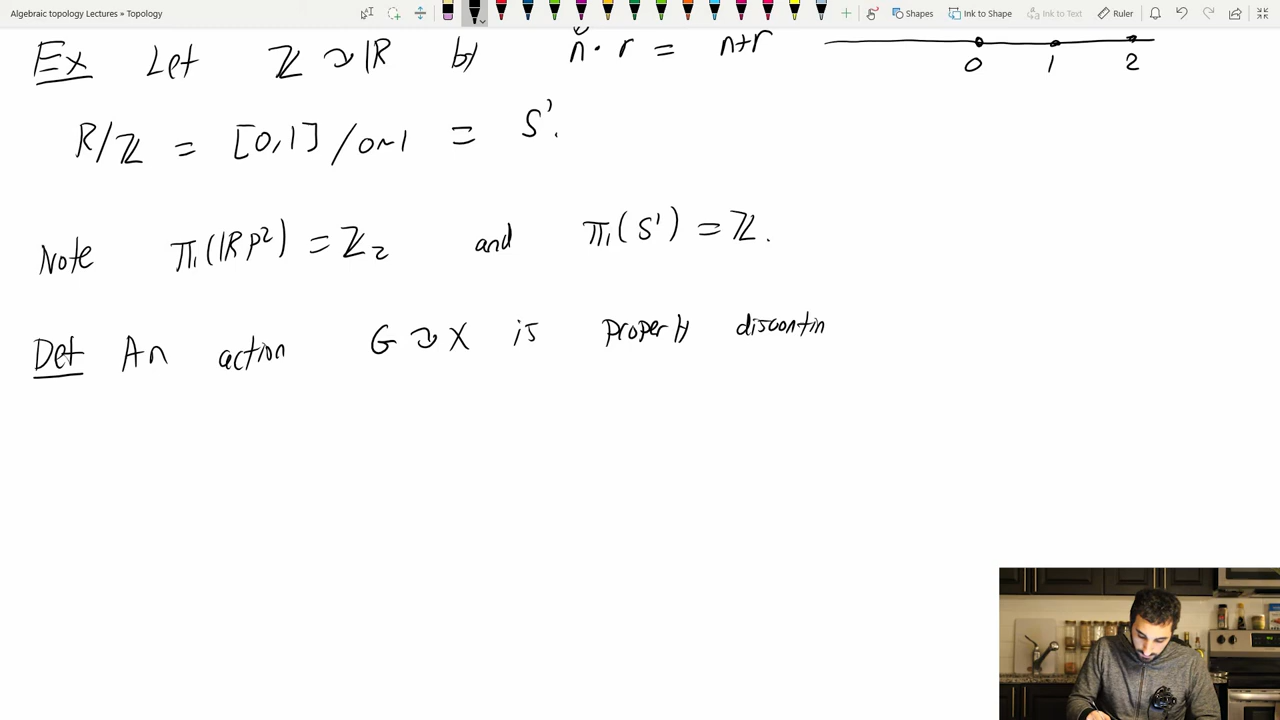 Algebraic topology Lectures » Topology
Shapes Ink to Shape Ink to Text Ruler
Ex Let ℤ ↷ ℝ by n · r = n+r
0 1 2
R/ℤ = [0,1]/0~1 = S¹.
Note π₁(ℝP²) = ℤ₂ and π₁(S¹) = ℤ.
Def An action G ↷ X is properly discontin